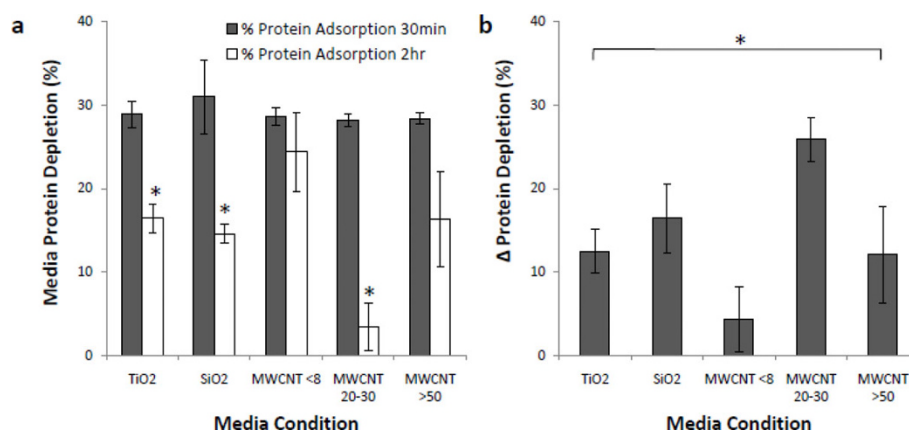 a
40
30
20
10
0
Media Protein Depletion (%)
% Protein Adsorption 30min
% Protein Adsorption 2hr
*
*
*
TiO2
SiO2
MWCNT <8
MWCNT 20-30
MWCNT >50
Media Condition
b
40
30
20
10
0
Δ Protein Depletion (%)
*
TiO2
SiO2
MWCNT <8
MWCNT 20-30
MWCNT >50
Media Condition